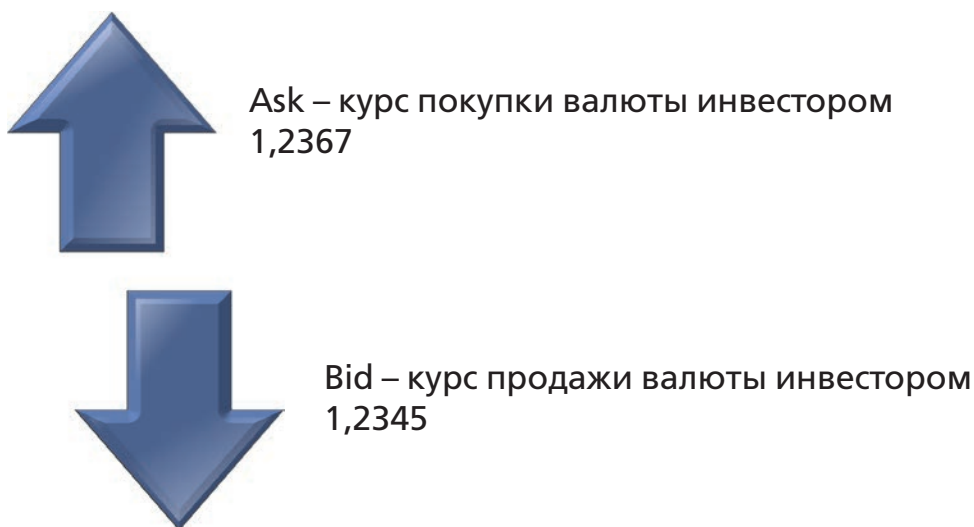 Ask – курс покупки валюты инвестором
1,2367
Bid – курс продажи валюты инвестором
1,2345